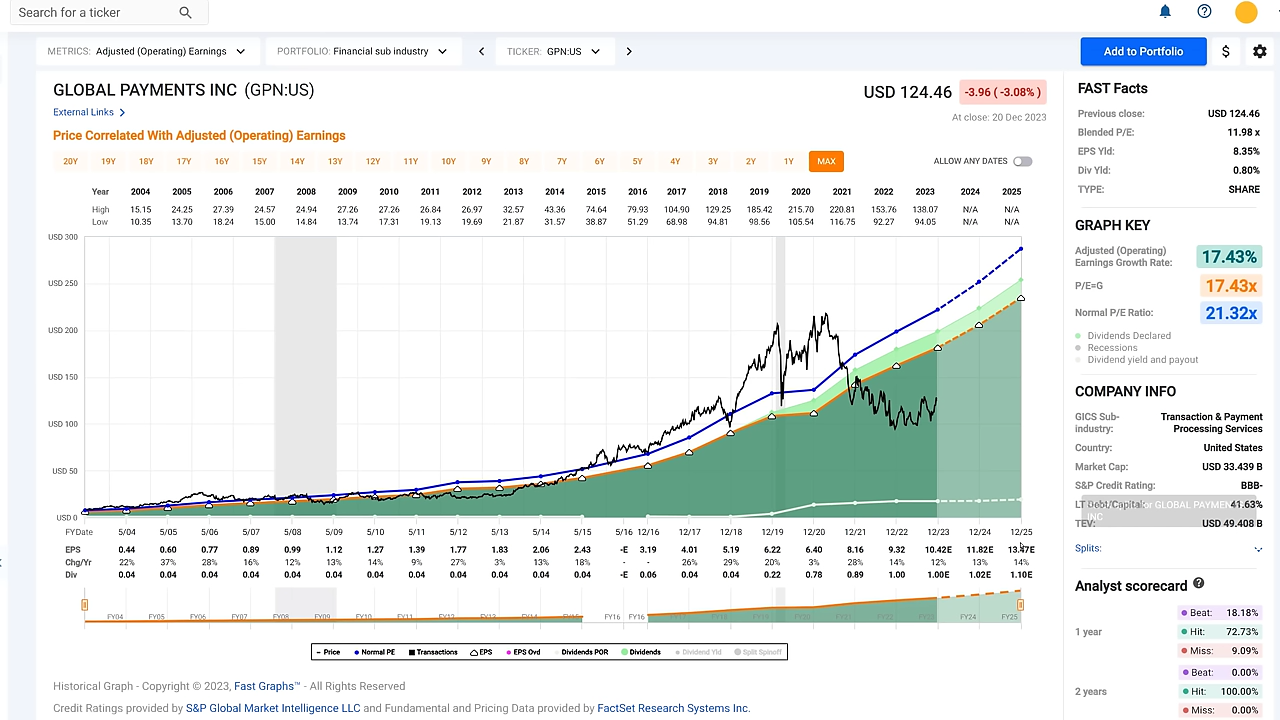 Search for a ticker
METRICS: Adjusted (Operating) Earnings PORTFOLIO: Financial sub industry TICKER: GPN:US Add to Portfolio $
GLOBAL PAYMENTS INC (GPN:US) USD 124.46 -3.96 ( -3.08% )
External Links
At close: 20 Dec 2023
Price Correlated With Adjusted (Operating) Earnings
20Y 19Y 18Y 17Y 16Y 15Y 14Y 13Y 12Y 11Y 10Y 9Y 8Y 7Y 6Y 5Y 4Y 3Y 2Y 1Y MAX ALLOW ANY DATES
Year 2004 2005 2006 2007 2008 2009 2010 2011 2012 2013 2014 2015 2016 2017 2018 2019 2020 2021 2022 2023 2024 2025
High 15.15 24.25 27.39 24.57 24.94 27.26 27.26 26.84 26.97 32.57 43.36 74.64 79.93 104.90 129.25 185.42 215.70 220.81 153.76 138.07 N/A N/A
Low 10.35 13.70 18.24 15.00 14.84 13.74 17.31 19.13 19.69 21.87 31.57 38.87 51.29 68.98 94.81 98.56 105.54 116.75 92.27 94.05 N/A N/A
USD 300
USD 250
USD 200
USD 150
USD 100
USD 50
USD 0
FYDate 5/04 5/05 5/06 5/07 5/08 5/09 5/10 5/11 5/12 5/13 5/14 5/15 5/16 12/16 12/17 12/18 12/19 12/20 12/21 12/22 12/23 12/24 12/25
EPS 0.44 0.60 0.77 0.89 0.99 1.12 1.27 1.39 1.77 1.83 2.06 2.43 -E 3.19 4.01 5.19 6.22 6.40 8.16 9.32 10.42E 11.82E 13.47E
Chg/Yr 22% 37% 28% 16% 12% 13% 14% 9% 27% 3% 13% 18% - - 26% 29% 20% 3% 28% 14% 12% 13% 14%
Div 0.04 0.04 0.04 0.04 0.04 0.04 0.04 0.04 0.04 0.04 0.04 0.04 -E 0.06 0.04 0.04 0.22 0.78 0.89 1.00 1.00E 1.02E 1.10E
FY04 FY05 FY06 FY07 FY08 FY09 FY10 FY11 FY12 FY13 FY14 FY15 FY16 FY16 FY17 FY18 FY19 FY20 FY21 FY22 FY23 FY24 FY25
Price Normal PE Transactions EPS EPS Ovrd Dividends POR Dividends Dividend Yld Split Spinoff
Historical Graph - Copyright © 2023, Fast Graphs™ - All Rights Reserved
Credit Ratings provided by S&P Global Market Intelligence LLC and Fundamental and Pricing Data provided by FactSet Research Systems Inc.
FAST Facts
Previous close: USD 124.46
Blended P/E: 11.98 x
EPS Yld: 8.35%
Div Yld: 0.80%
TYPE: SHARE
GRAPH KEY
Adjusted (Operating)
Earnings Growth Rate: 17.43%
P/E=G 17.43x
Normal P/E Ratio: 21.32x
Dividends Declared
Recessions
Dividend yield and payout
COMPANY INFO
GICS Sub- Transaction & Payment
industry: Processing Services
Country: United States
Market Cap: USD 33.439 B
S&P Credit Rating: BBB-
LT Debt/Capital: 41.63%
or GLOBAL PAYMEN
INC
TEV: USD 49.408 B
Splits:
Analyst scorecard
1 year
Beat: 18.18%
Hit: 72.73%
Miss: 9.09%
2 years
Beat: 0.00%
Hit: 100.00%
Miss: 0.00%